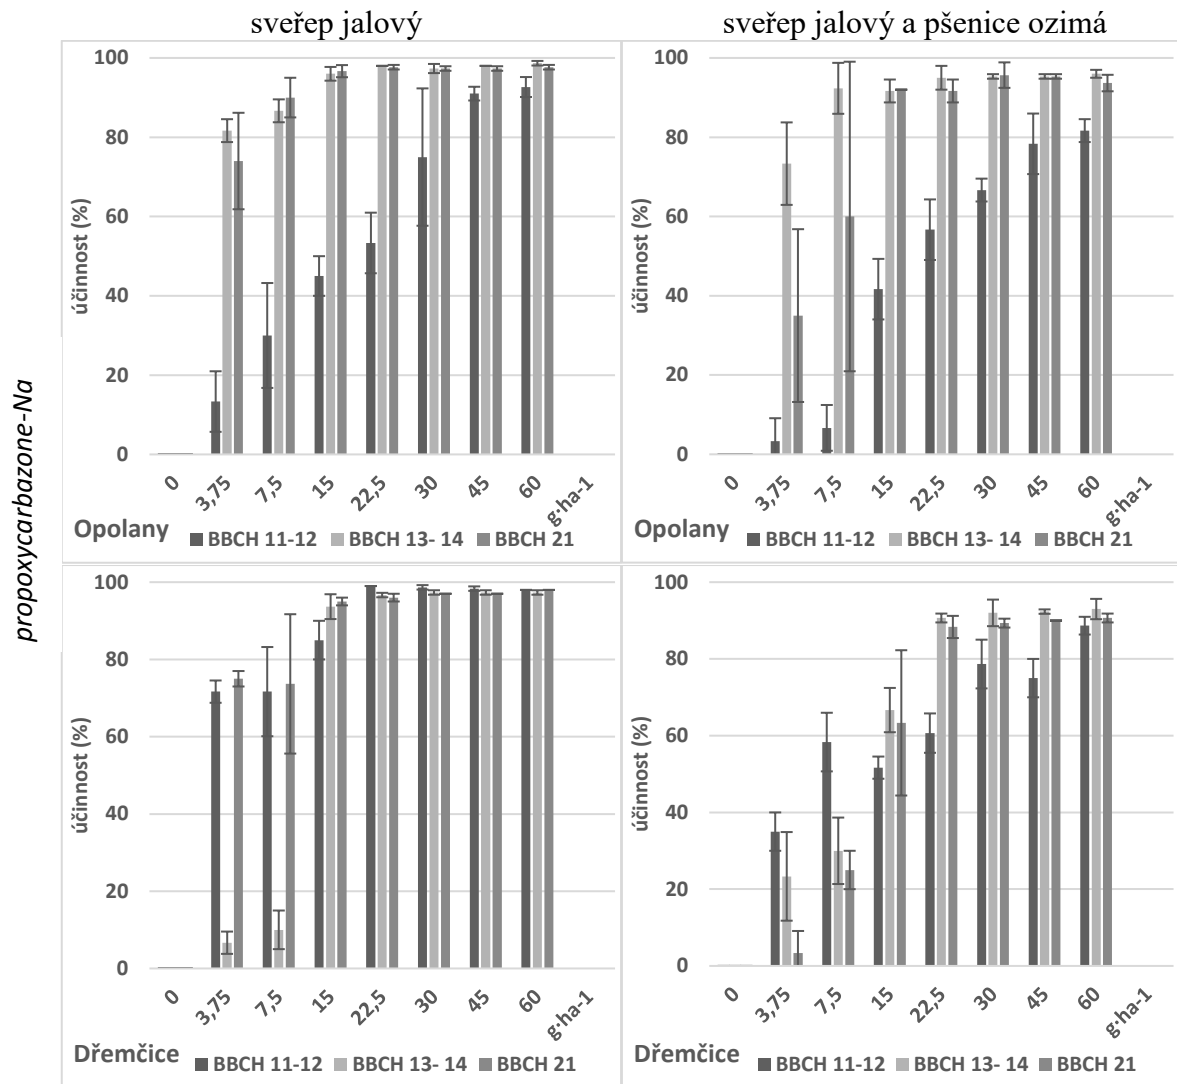 sveřep jalový
sveřep jalový a pšenice ozimá
propoxycarbazone-Na
účinnost (%)
100
80
60
40
20
0
0 3,75 7,5 15 22,5 30 45 60 g·ha-1
Opolany
BBCH 11-12 BBCH 13- 14 BBCH 21
účinnost (%)
100
80
60
40
20
0
0 3,75 7,5 15 22,5 30 45 60 g·ha-1
Opolany
BBCH 11-12 BBCH 13- 14 BBCH 21
účinnost (%)
100
80
60
40
20
0
0 3,75 7,5 15 22,5 30 45 60 g·ha-1
Dřemčice
BBCH 11-12 BBCH 13- 14 BBCH 21
účinnost (%)
100
80
60
40
20
0
0 3,75 7,5 15 22,5 30 45 60 g·ha-1
Dřemčice
BBCH 11-12 BBCH 13- 14 BBCH 21